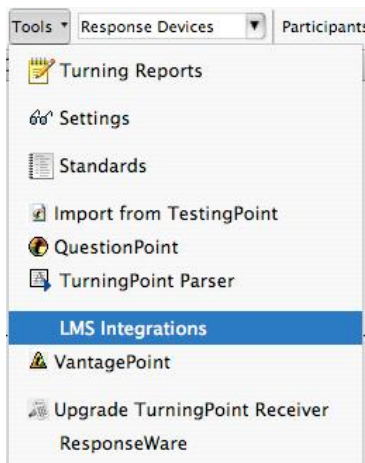 Tools Response Devices Participants
Turning Reports
Settings
Standards
Import from TestingPoint
QuestionPoint
TurningPoint Parser
LMS Integrations
VantagePoint
Upgrade TurningPoint Receiver
ResponseWare